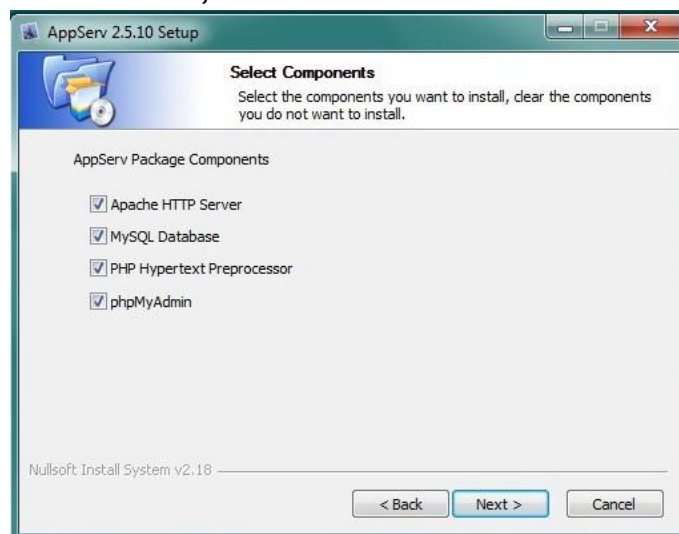 AppServ 2.5.10 Setup
Select Components
Select the components you want to install, clear the components
you do not want to install.
AppServ Package Components
Apache HTTP Server
MySQL Database
PHP Hypertext Preprocessor
phpMyAdmin
Nullsoft Install System v2.18
< Back Next > Cancel